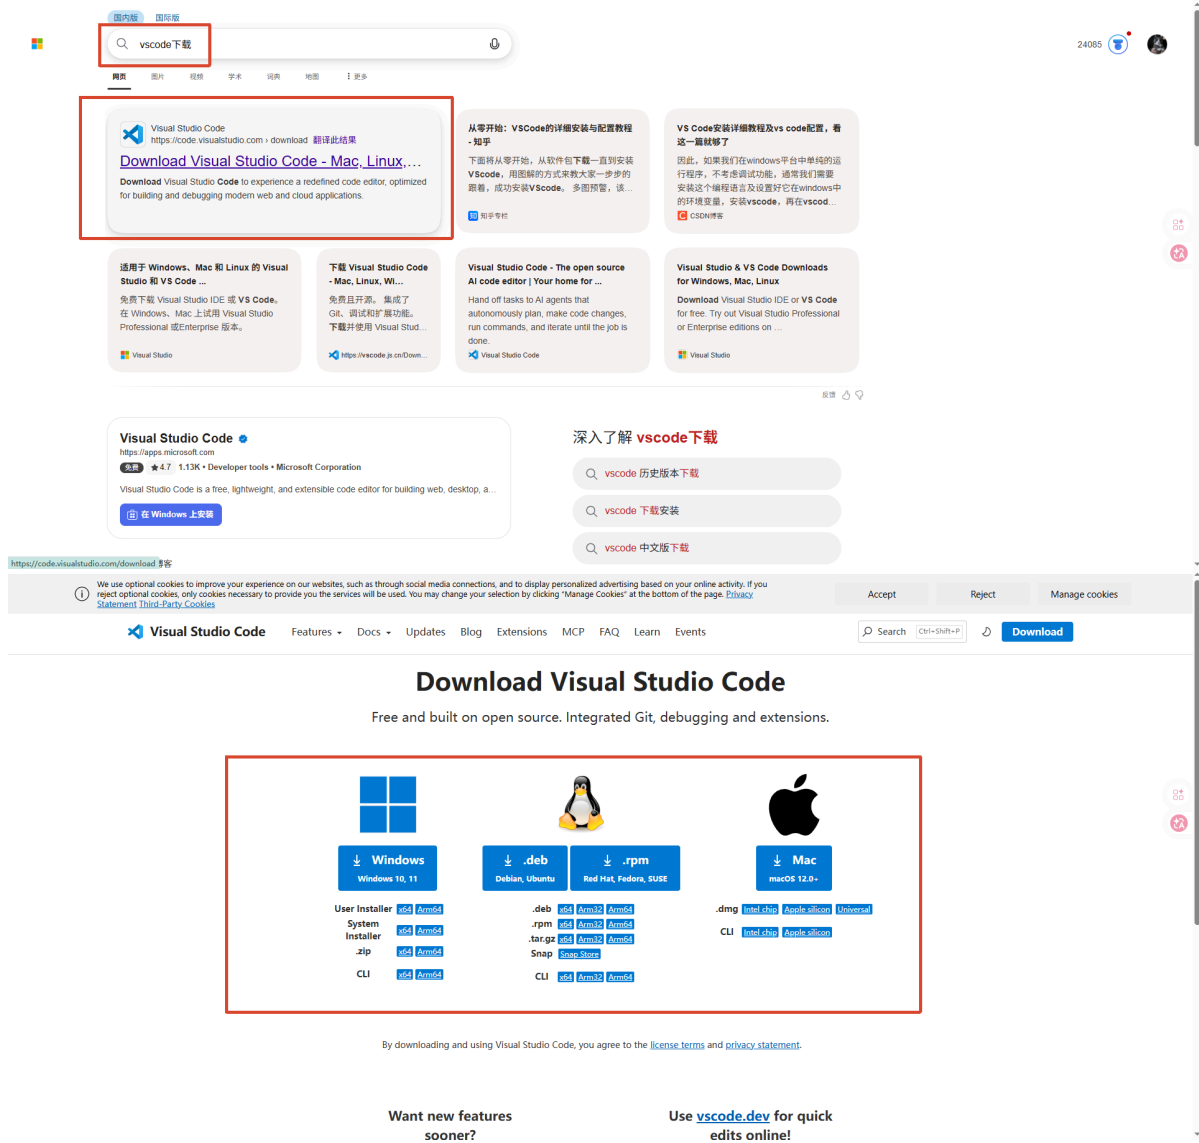 国内版 国际版
vscode下载
24085
网页 图片 视频 学术 词典 地图 更多
Visual Studio Code
https://code.visualstudio.com › download 翻译此结果
Download Visual Studio Code - Mac, Linux,...
Download Visual Studio Code to experience a redefined code editor, optimized
for building and debugging modern web and cloud applications.
从零开始：VSCode的详细安装与配置教程
- 知乎
下面将从零开始，从软件包下载一直到安装
VScode，用图解的方式来教大家一步步的
跟着，成功安装VScode。 多图预警，该...
知乎专栏
VS Code安装详细教程及vs code配置，看
这一篇就够了
因此，如果我们在windows平台中单纯的运
行程序，不考虑调试功能，通常我们需要
安装这个编程语言及设置好它在windows中
的环境变量，安装vscode，再在vscod...
CSDN博客
适用于 Windows、Mac 和 Linux 的 Visual
Studio 和 VS Code ...
免费下载 Visual Studio IDE 或 VS Code。
在 Windows、Mac 上试用 Visual Studio
Professional 或Enterprise 版本。
Visual Studio
下载 Visual Studio Code
- Mac, Linux, Wi...
免费且开源。 集成了
Git、调试和扩展功能。
下载并使用 Visual Stud...
https://vscode.js.cn/Down...
Visual Studio Code - The open source
AI code editor | Your home for ...
Hand off tasks to AI agents that
autonomously plan, make code changes,
run commands, and iterate until the job is
done.
Visual Studio Code
Visual Studio & VS Code Downloads
for Windows, Mac, Linux
Download Visual Studio IDE or VS Code
for free. Try out Visual Studio Professional
or Enterprise editions on ...
Visual Studio
反馈
Visual Studio Code
https://apps.microsoft.com
免费 ★4.7 1.13K • Developer tools • Microsoft Corporation
Visual Studio Code is a free, lightweight, and extensible code editor for building web, desktop, a...
在 Windows 上安装
深入了解 vscode下载
vscode 历史版本下载
vscode 下载安装
vscode 中文版下载
https://code.visualstudio.com/download 博客
We use optional cookies to improve your experience on our websites, such as through social media connections, and to display personalized advertising based on your online activity. If you
reject optional cookies, only cookies necessary to provide you the services will be used. You may change your selection by clicking "Manage Cookies" at the bottom of the page. Privacy
Statement Third-Party Cookies
Accept Reject Manage cookies
Visual Studio Code Features Docs Updates Blog Extensions MCP FAQ Learn Events Search Ctrl+Shift+P Download
Download Visual Studio Code
Free and built on open source. Integrated Git, debugging and extensions.
Windows
Windows 10, 11
User Installer x64 Arm64
System
Installer x64 Arm64
.zip x64 Arm64
CLI x64 Arm64
.deb
Debian, Ubuntu
.rpm
Red Hat, Fedora, SUSE
.deb x64 Arm32 Arm64
.rpm x64 Arm32 Arm64
.tar.gz x64 Arm32 Arm64
Snap Snap Store
CLI x64 Arm32 Arm64
Mac
macOS 12.0+
.dmg Intel chip Apple silicon Universal
CLI Intel chip Apple silicon
By downloading and using Visual Studio Code, you agree to the license terms and privacy statement.
Want new features
sooner?
Use vscode.dev for quick
edits online!